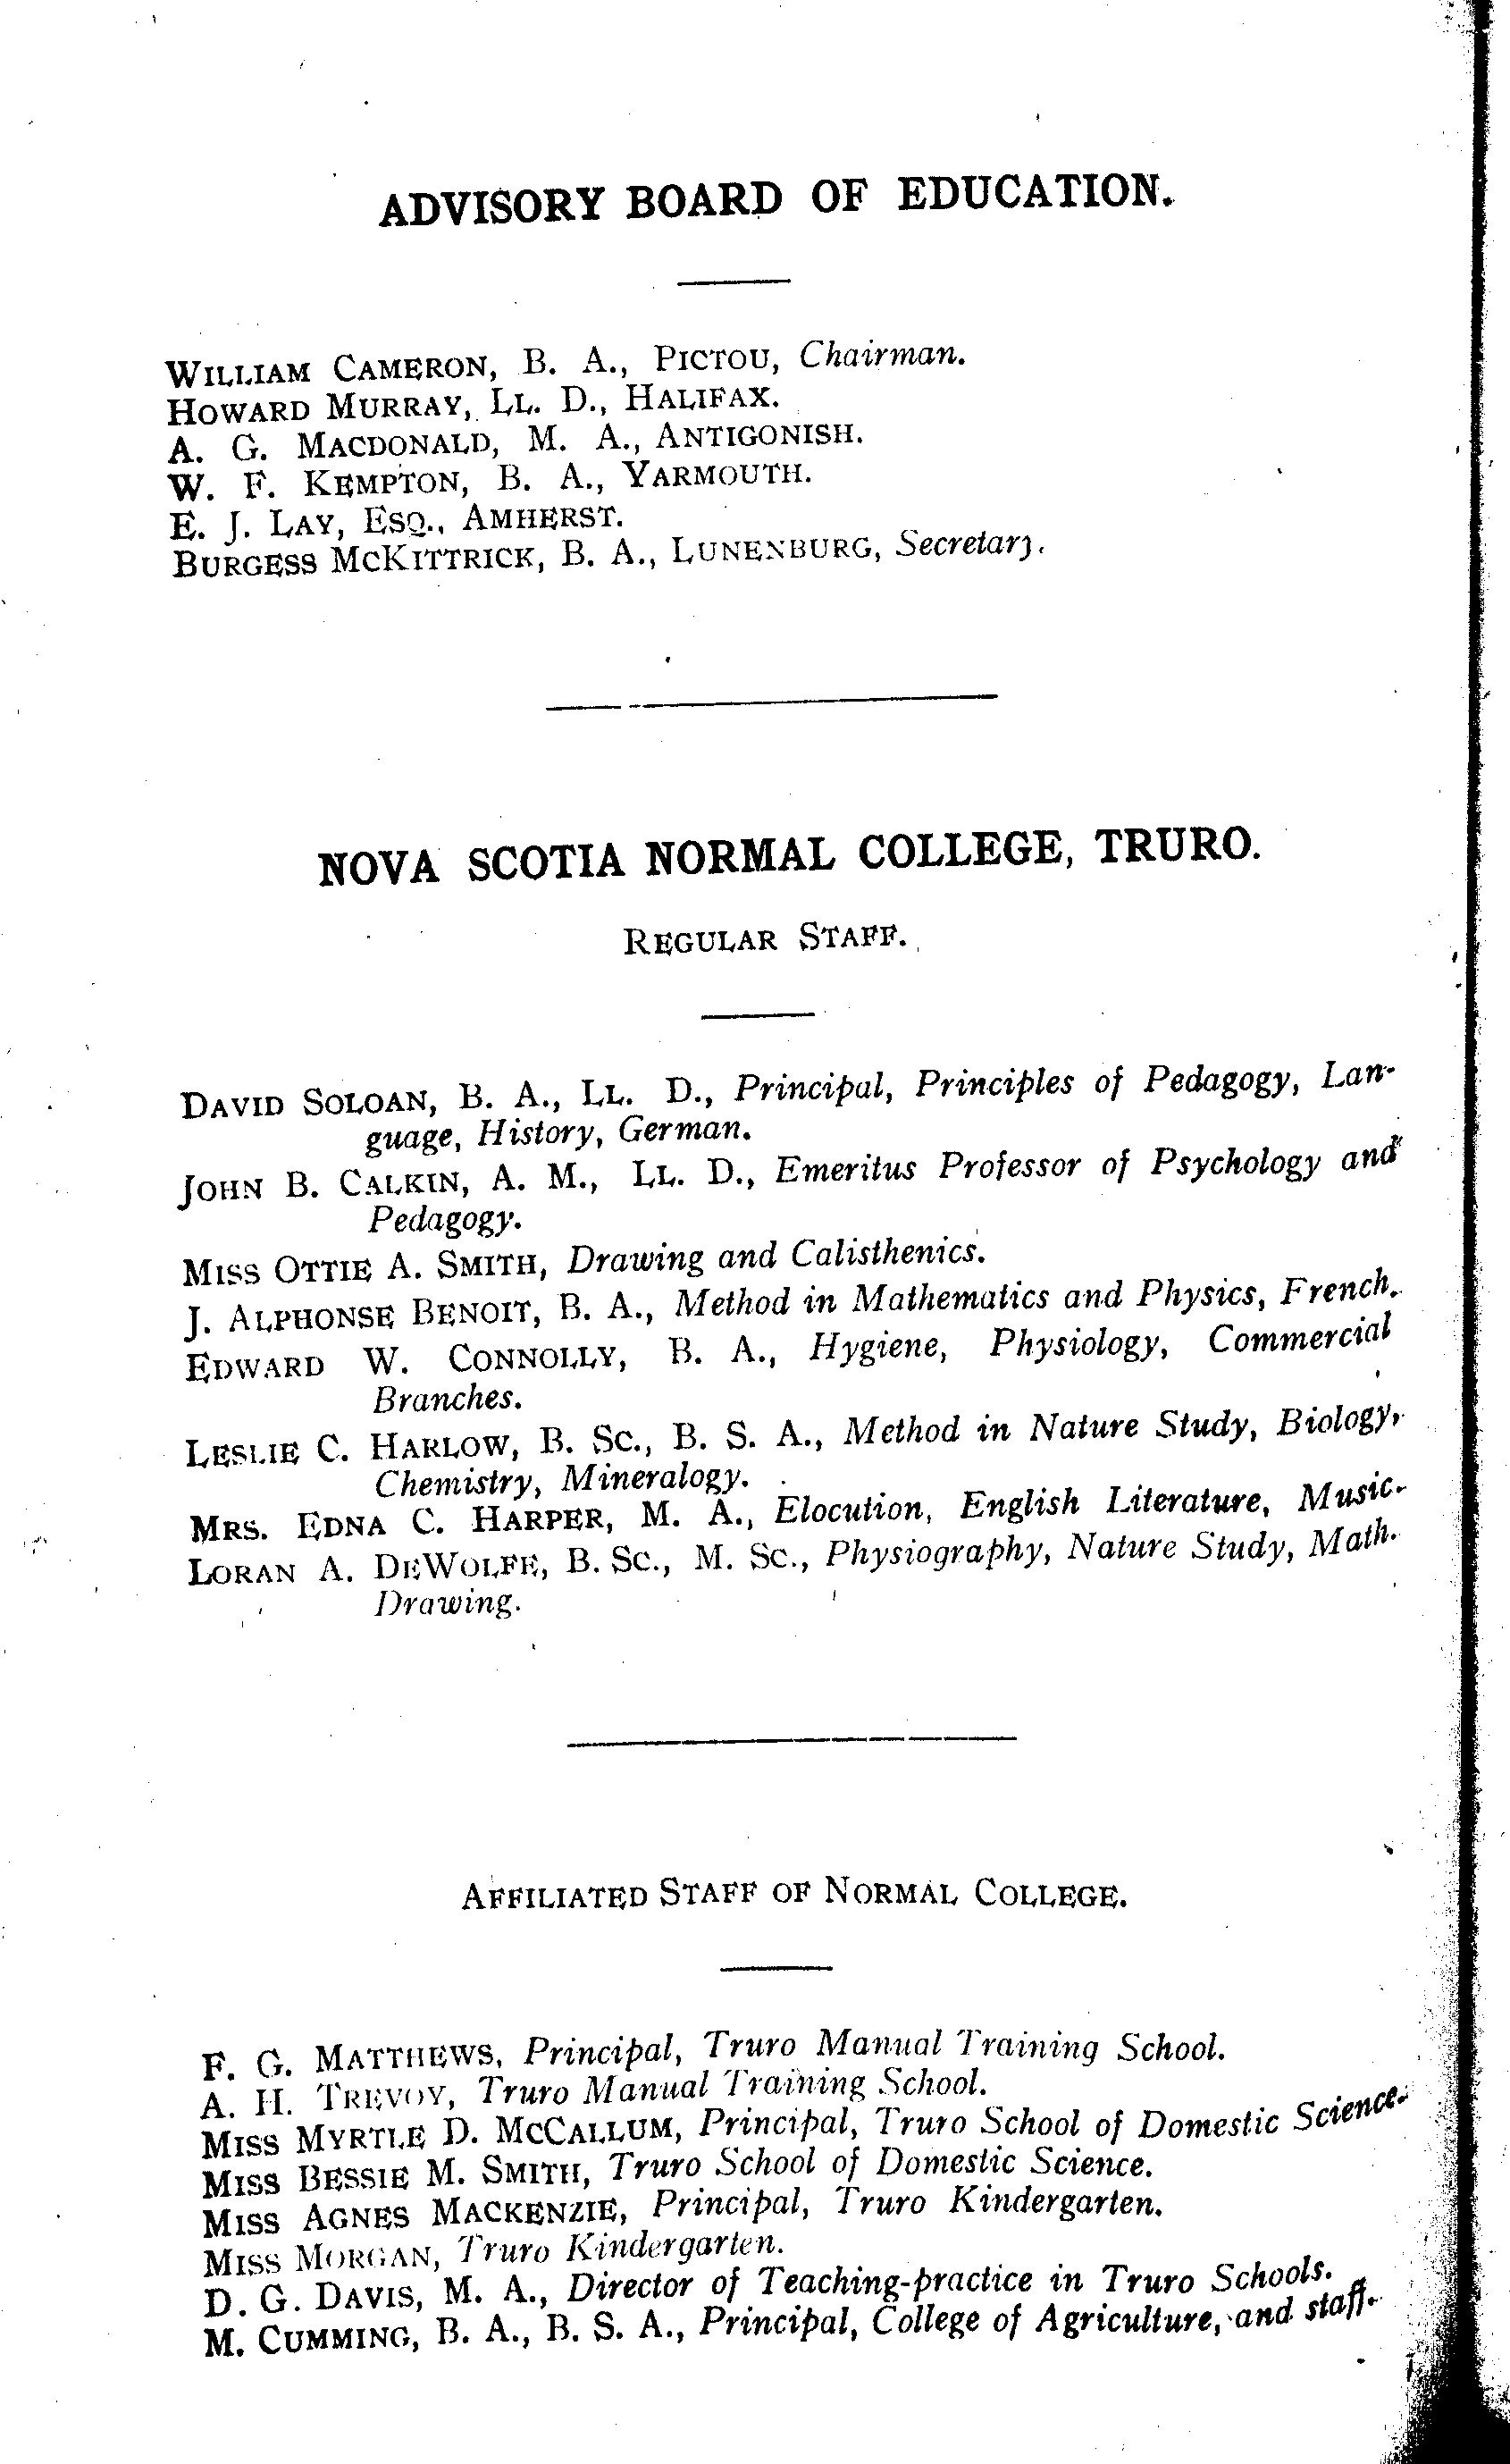 ADVISORY BOARD OF EDUCATION.
WILLIAM CAMERON, B. A., PICTOU, Chairman.
HOWARD MURRAY, LL. D., HALIFAX.
A. G. MACDONALD, M. A., ANTIGONISH.
W. F. KEMPTON, B. A., YARMOUTH.
E. J. LAY, ESQ., AMHERST.
BURGESS MCKITTRICK, B. A., LUNENBURG, Secretary.
NOVA SCOTIA NORMAL COLLEGE, TRURO.
REGULAR STAFF.
DAVID SOLOAN, B. A., LL. D., Principal, Principles of Pedagogy, Lan-
guage, History, German.
JOHN B. CALKIN, A. M., LL. D., Emeritus Professor of Psychology and
Pedagogy.
MISS OTTIE A. SMITH, Drawing and Calisthenics.
J. ALPHONSE BENOIT, B. A., Method in Mathematics and Physics, French.
EDWARD W. CONNOLLY, B. A., Hygiene, Physiology, Commercial
Branches.
LESLIE C. HARLOW, B. SC., B. S. A., Method in Nature Study, Biology,
Chemistry, Mineralogy.
MRS. EDNA C. HARPER, M. A., Elocution, English Literature, Music.
LORAN A. DEWOLFE, B. SC., M. SC., Physiography, Nature Study, Math.
Drawing.
AFFILIATED STAFF OF NORMAL COLLEGE.
F. G. MATTHEWS, Principal, Truro Manual Training School.
A. H. TREVOY, Truro Manual Training School.
MISS MYRTLE D. MCCALLUM, Principal, Truro School of Domestic Science.
MISS BESSIE M. SMITH, Truro School of Domestic Science.
MISS AGNES MACKENZIE, Principal, Truro Kindergarten.
MISS MORGAN, Truro Kindergarten.
D. G. DAVIS, M. A., Director of Teaching-practice in Truro Schools.
M. CUMMING, B. A., B. S. A., Principal, College of Agriculture, and staff.